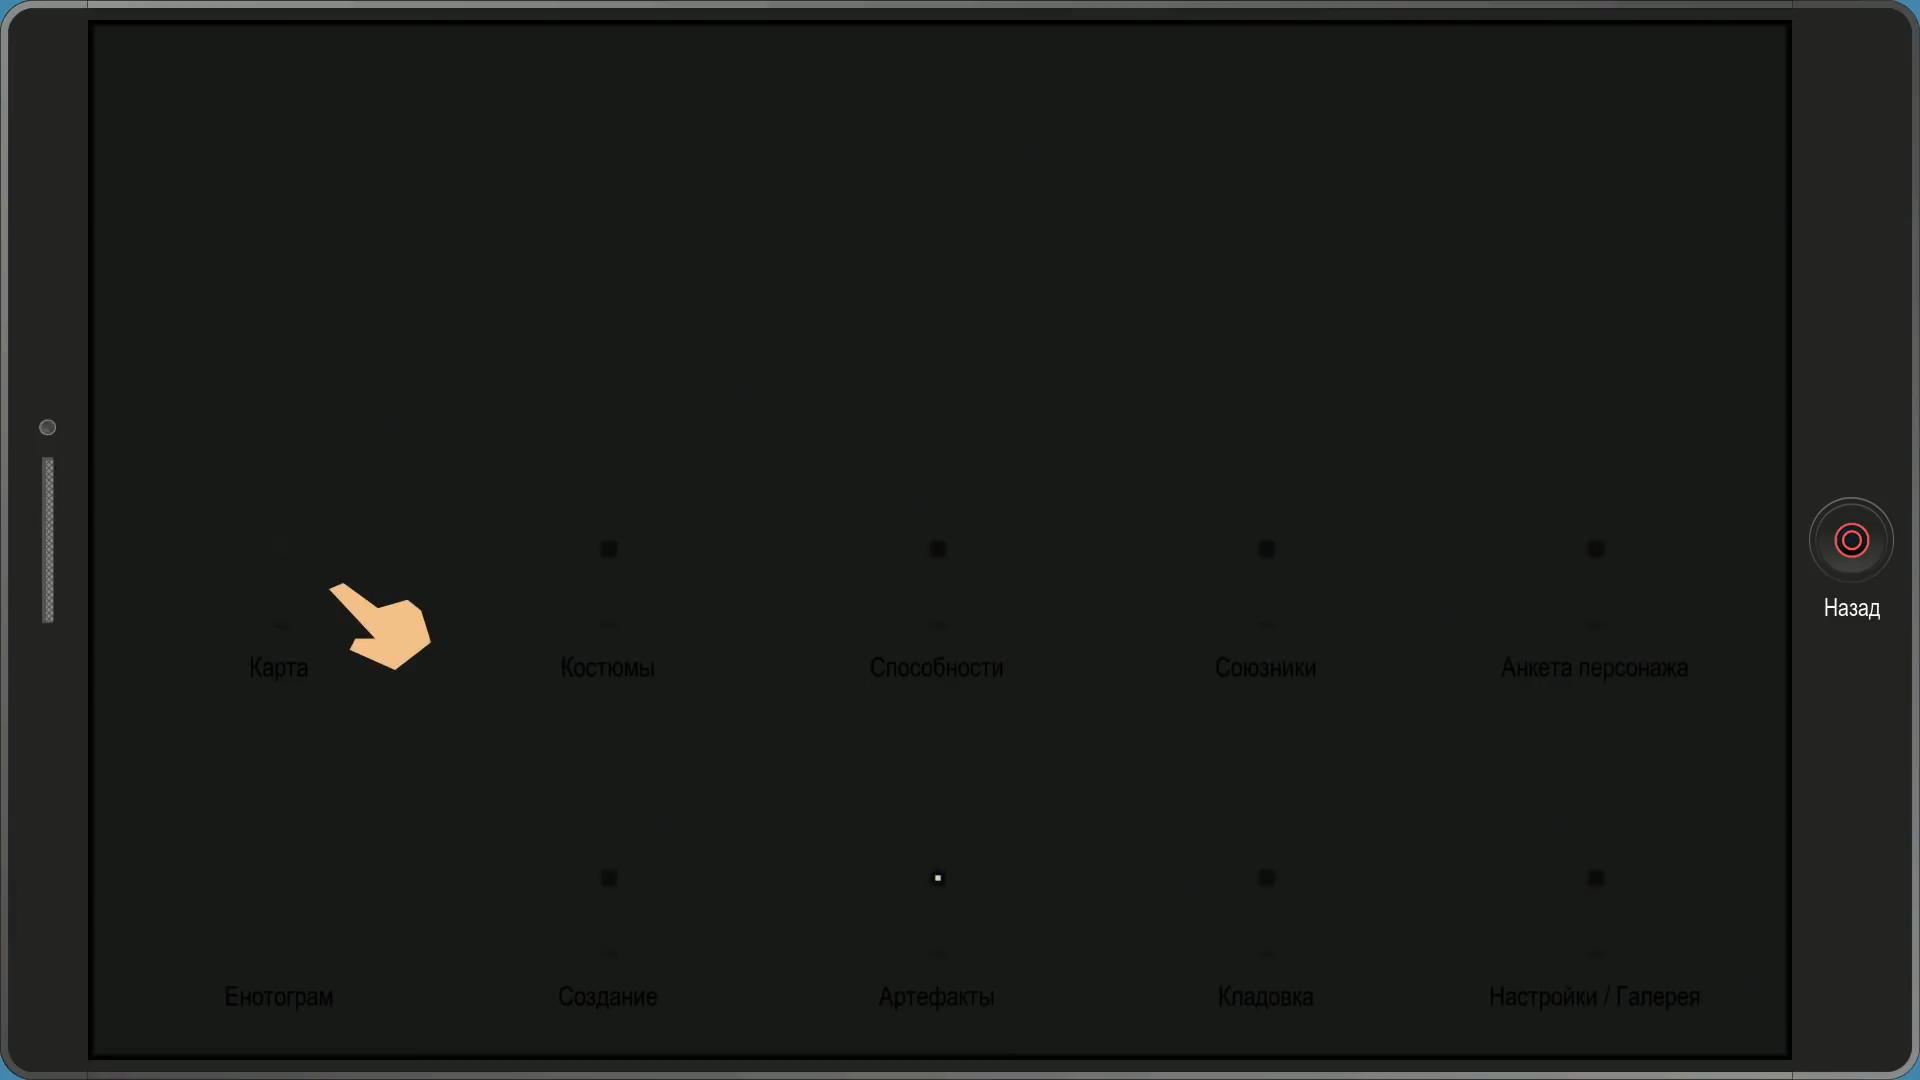 Назад
Карта
Костюмы
Способности
Союзники
Анкета персонажа
Енотограм
Создание
Артефакты
Кладовка
Настройки / Галерея